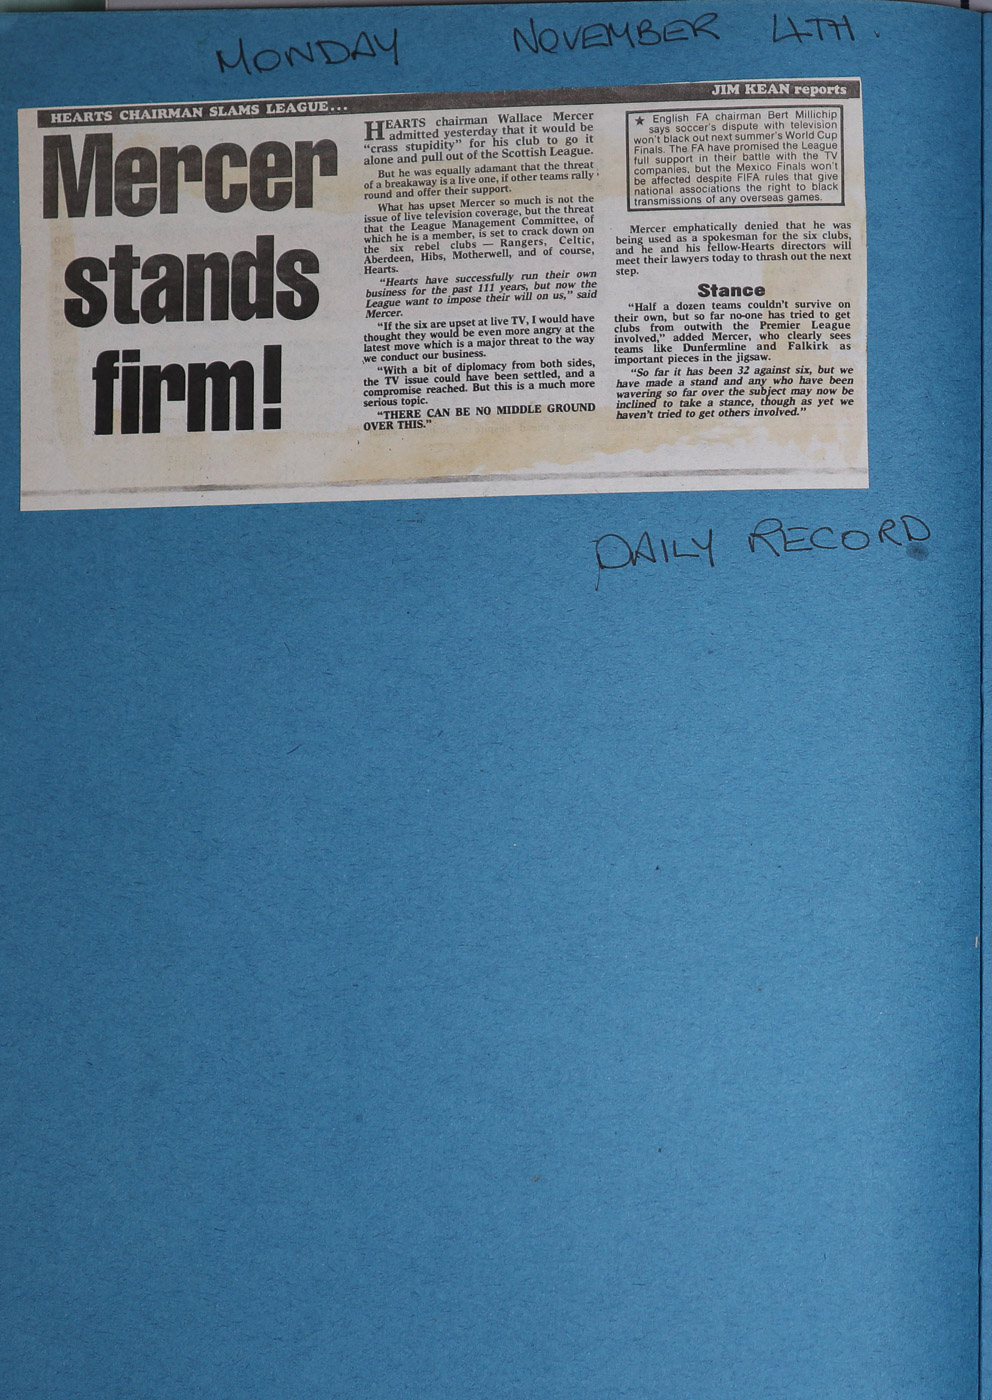 MONDAY NOVEMBER 4TH.
HEARTS CHAIRMAN SLAMS LEAGUE...
JIM KEAN reports
Mercer
stands
firm!
HEARTS chairman Wallace Mercer
admitted yesterday that it would be
“crass stupidity” for his club to go it
alone and pull out of the Scottish League.
But he was equally adamant that the threat
of a breakaway is a live one, if other teams rally
round and offer their support.
What has upset Mercer so much is not the
issue of live television coverage, but the threat
that the League Management Committee, of
which he is a member, is set to crack down on
the six rebel clubs — Rangers, Celtic,
Aberdeen, Hibs, Motherwell, and of course,
Hearts.
“Hearts have successfully run their own
business for the past 111 years, but now the
League want to impose their will on us,” said
Mercer.
“If the six are upset at live TV, I would have
thought they would be even more angry at the
latest move which is a major threat to the way
we conduct our business.
“With a bit of diplomacy from both sides,
the TV issue could have been settled, and a
compromise reached. But this is a much more
serious topic.
“THERE CAN BE NO MIDDLE GROUND
OVER THIS.”
★ English FA chairman Bert Millichip
says soccer's dispute with television
won't black out next summer's World Cup
Finals. The FA have promised the League
full support in their battle with the TV
companies, but the Mexico Finals won't
be affected despite FIFA rules that give
national associations the right to black
transmissions of any overseas games.
Mercer emphatically denied that he was
being used as a spokesman for the six clubs,
and he and his fellow-Hearts directors will
meet their lawyers today to thrash out the next
step.
Stance
“Half a dozen teams couldn't survive on
their own, but so far no-one has tried to get
clubs from outwith the Premier League
involved,” added Mercer, who clearly sees
teams like Dunfermline and Falkirk as
important pieces in the jigsaw.
“So far it has been 32 against six, but we
have made a stand and any who have been
wavering so far over the subject may now be
inclined to take a stance, though as yet we
haven't tried to get others involved.”
DAILY RECORD